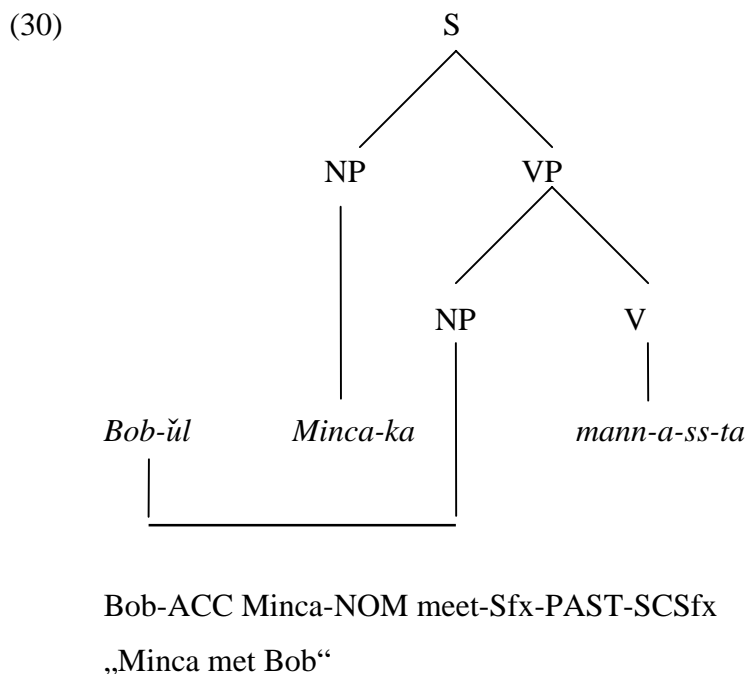 (30) S
NP VP
NP V
Bob-ǔl Minca-ka mann-a-ss-ta
Bob-ACC Minca-NOM meet-Sfx-PAST-SCSfx
„Minca met Bob“